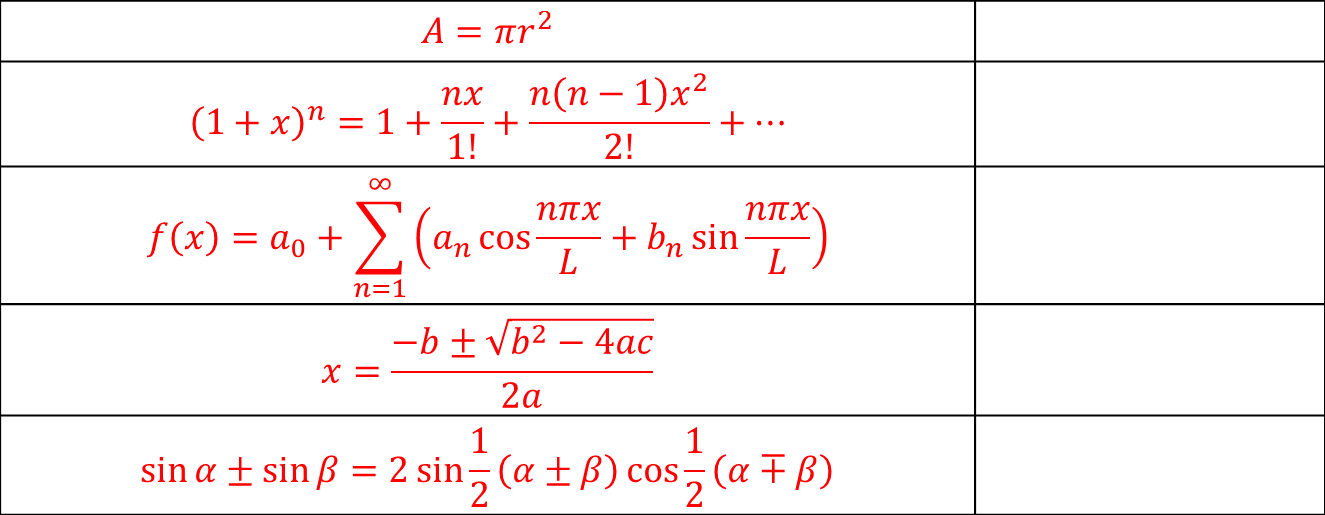 A = πr²
(1 + x)ⁿ = 1 + nx/1! + n(n − 1)x²/2! + ⋯
f(x) = a₀ + ∑_{n=1}^{∞} (aₙ cos nπx/L + bₙ sin nπx/L)
x = (−b ± √(b² − 4ac))/2a
sin α ± sin β = 2 sin 1/2 (α ± β) cos 1/2 (α ∓ β)